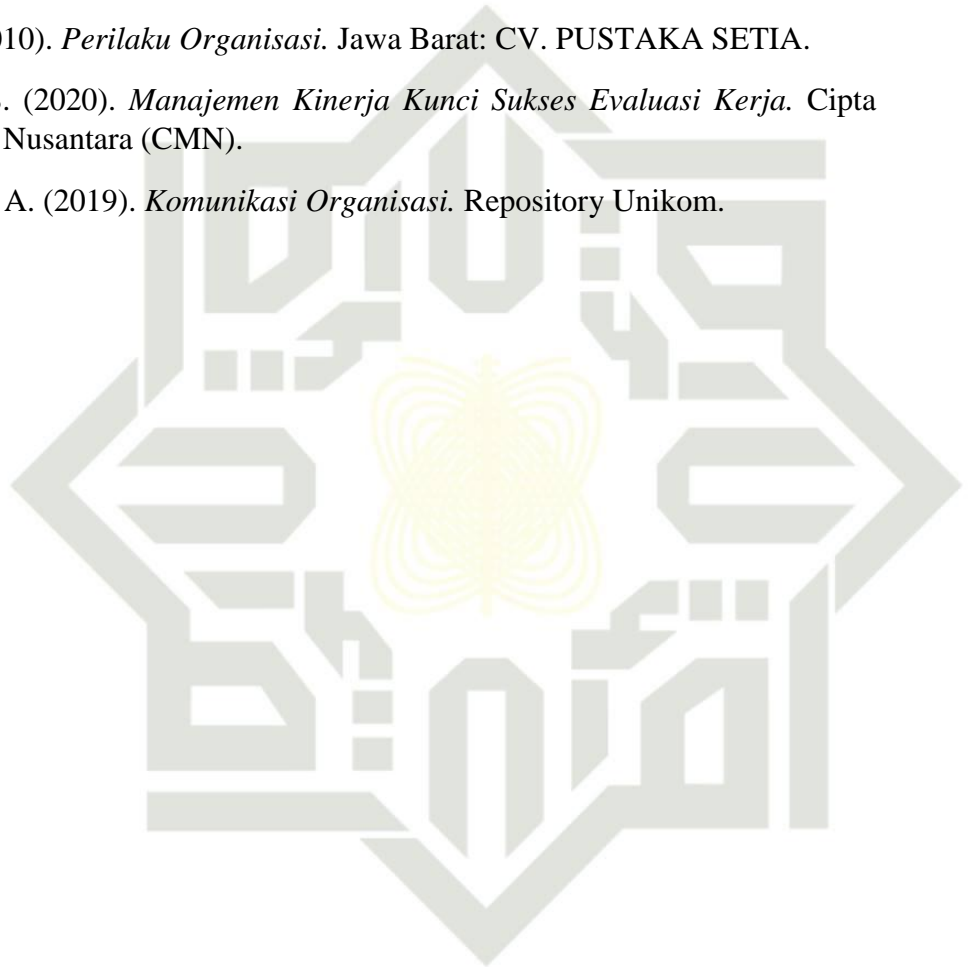 010). Perilaku Organisasi. Jawa Barat: CV. PUSTAKA SETIA.
. (2020). Manajemen Kinerja Kunci Sukses Evaluasi Kerja. Cipta
Nusantara (CMN).
A. (2019). Komunikasi Organisasi. Repository Unikom.